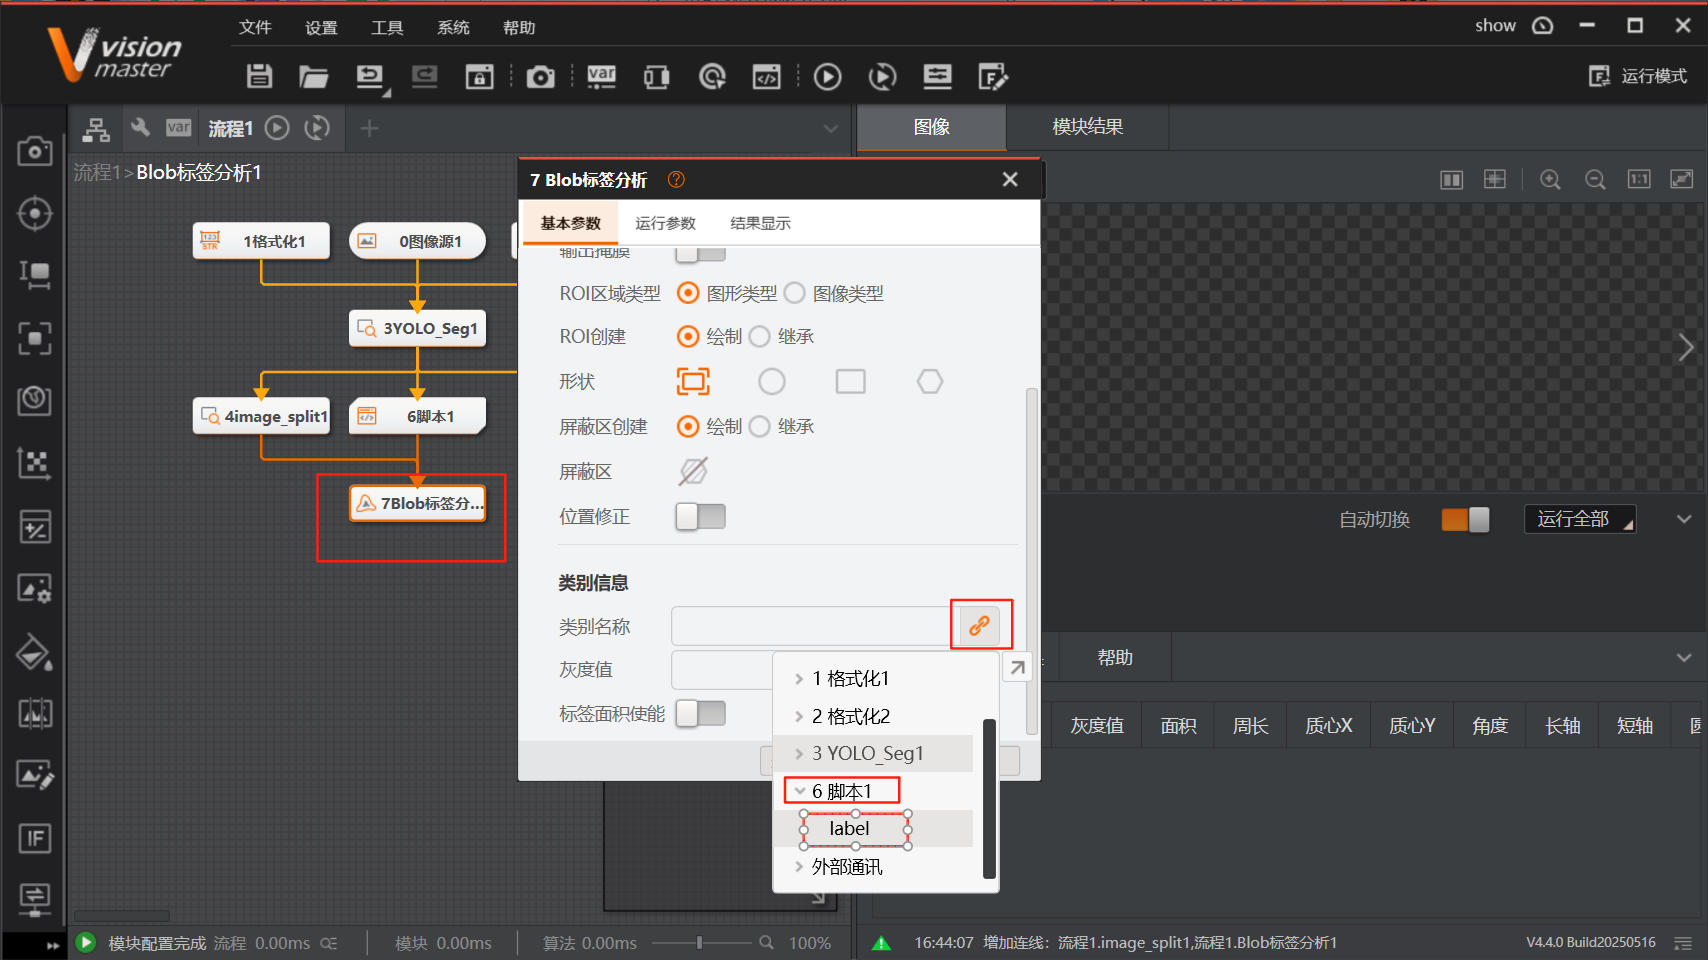 文件 设置 工具 系统 帮助 show
vision
master
var 运行模式
var 流程1 图像 模块结果
流程1>Blob标签分析1
7 Blob标签分析
基本参数 运行参数 结果显示
1格式化1 0图像源1
输出掩膜
ROI区域类型 图形类型 图像类型
3YOLO_Seg1
ROI创建 绘制 继承
形状
4image_split1 6脚本1
屏蔽区创建 绘制 继承
屏蔽区
7Blob标签分...
位置修正
自动切换 运行全部
类别信息
类别名称
灰度值
标签面积使能
1 格式化1
2 格式化2
3 YOLO_Seg1
6 脚本1
label
外部通讯
帮助
灰度值 面积 周长 质心X 质心Y 角度 长轴 短轴
IF
模块配置完成 流程 0.00ms 模块 0.00ms 算法 0.00ms 100%
16:44:07 增加连线: 流程1.image_split1,流程1.Blob标签分析1
V4.4.0 Build20250516